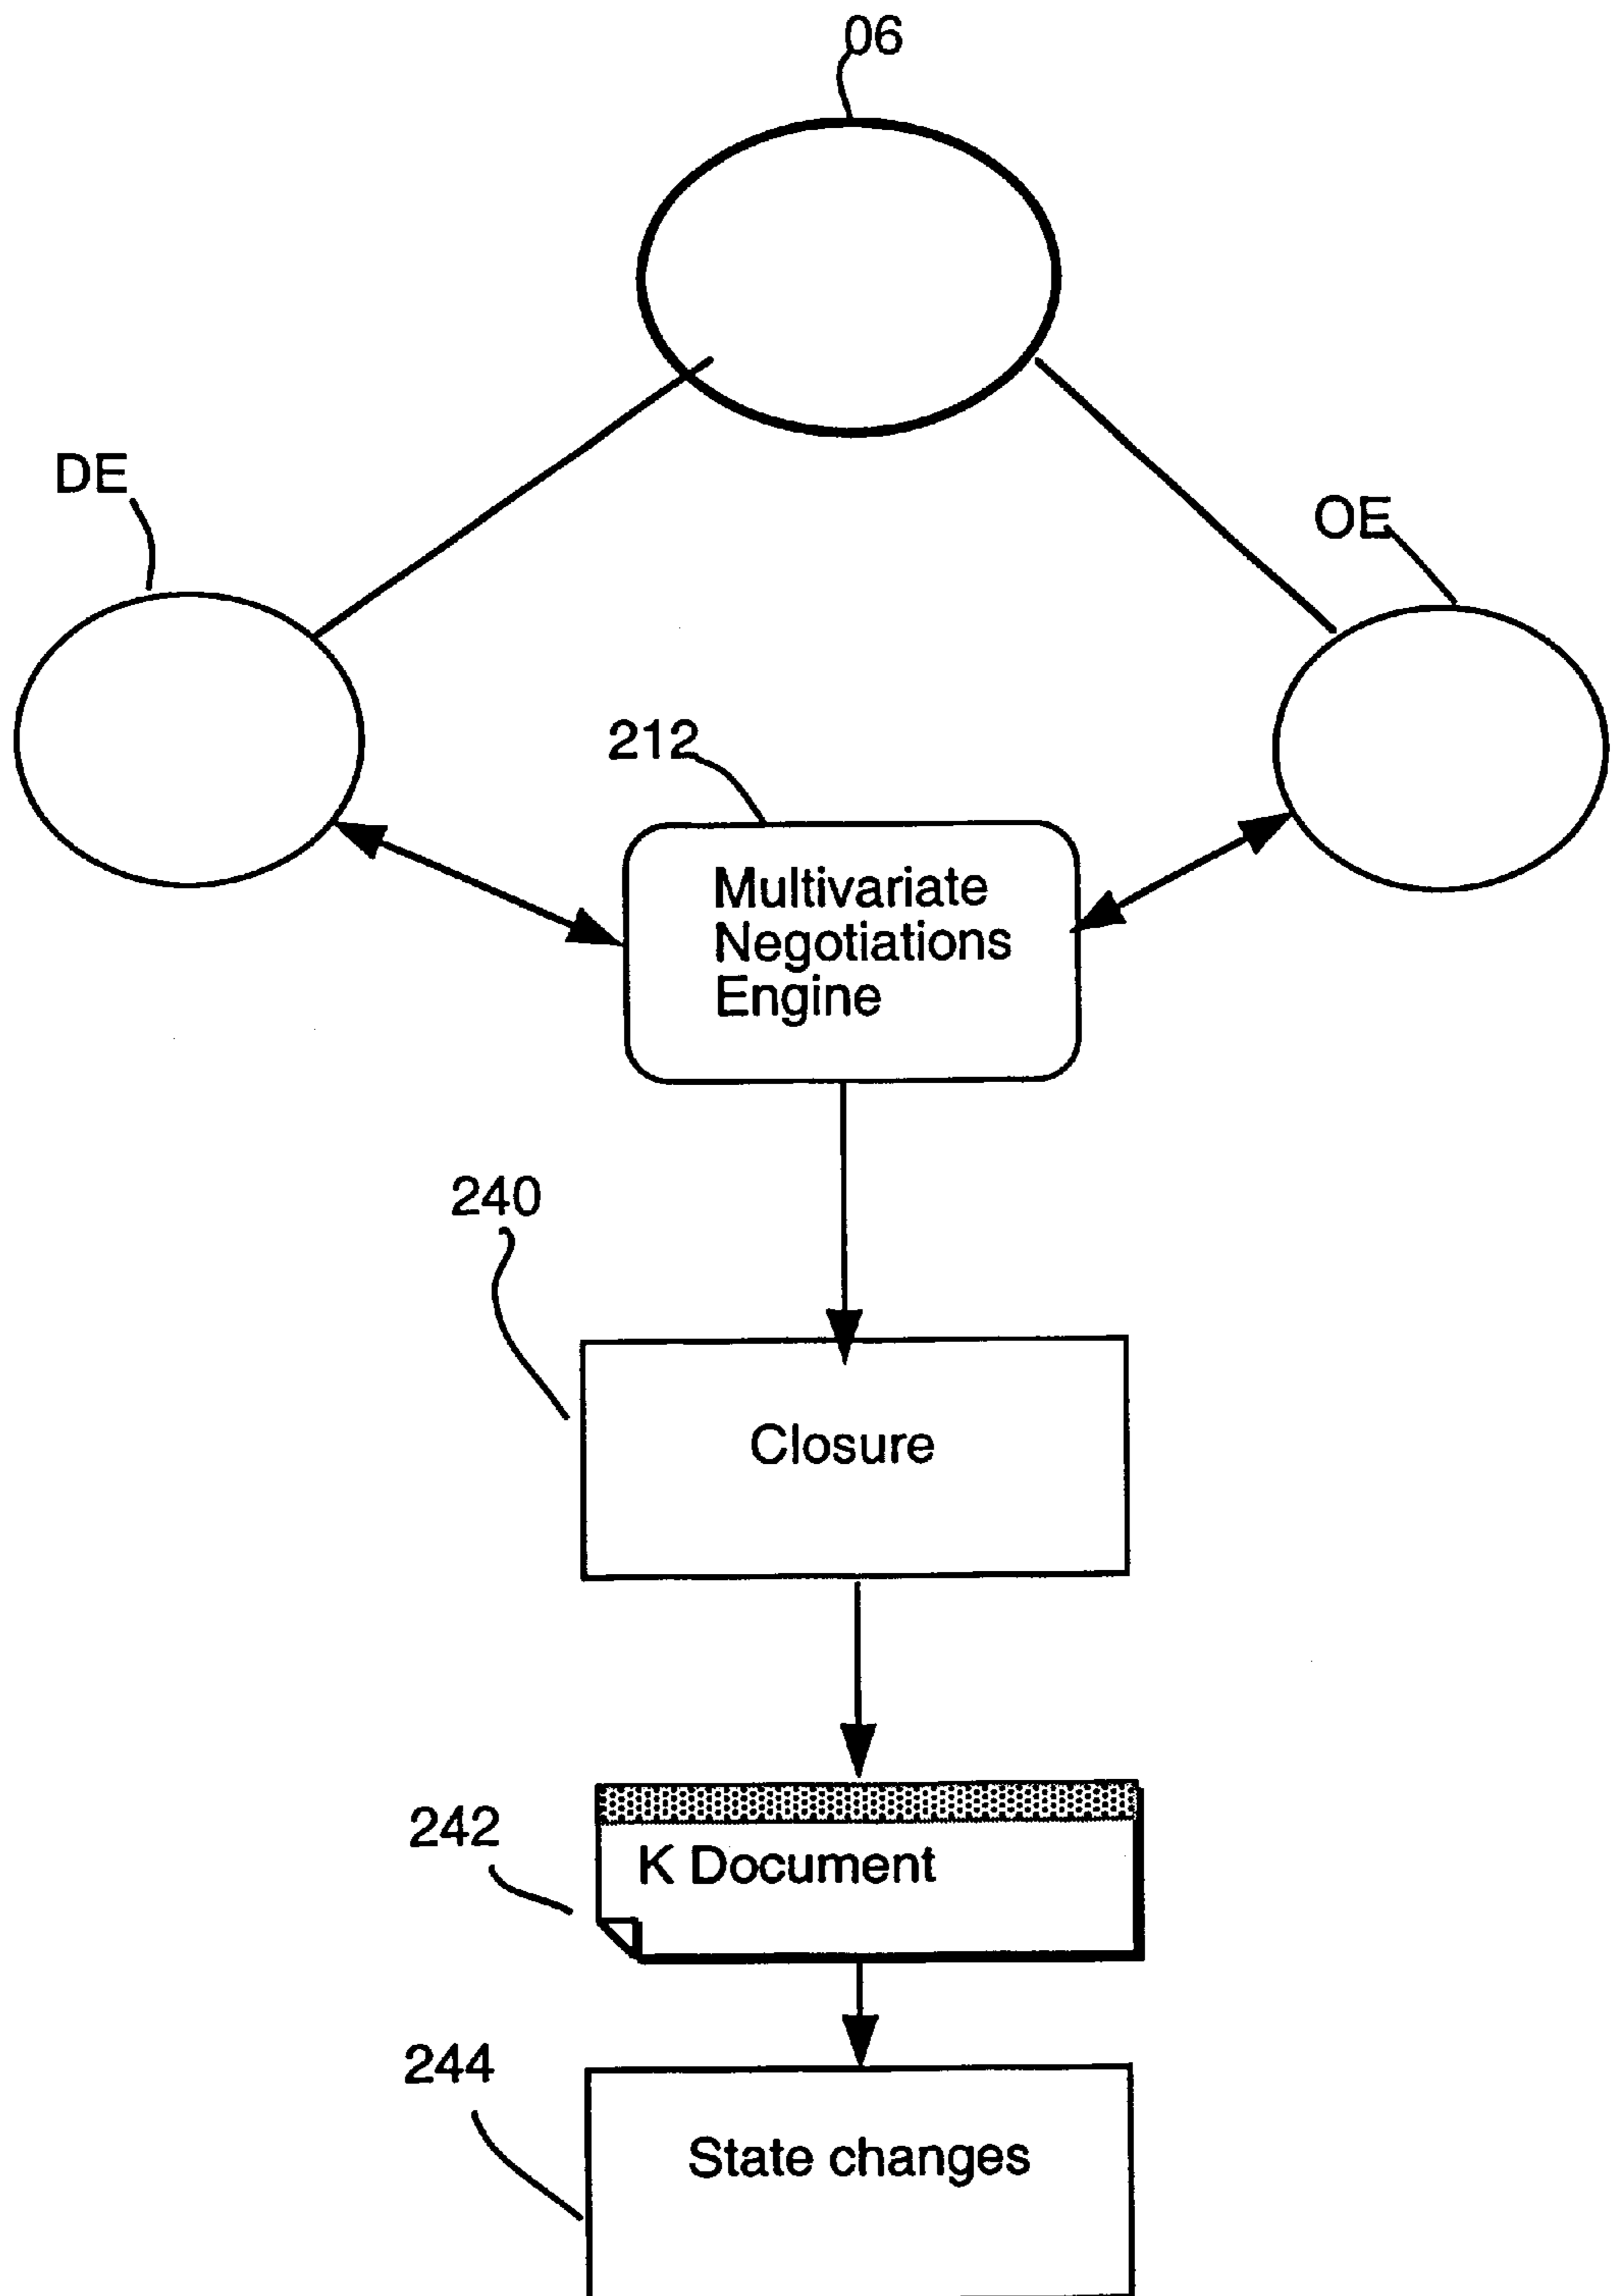 06
DE
OE
212
Multivariate
Negotiations
Engine
240
Closure
242
K Document
244
State changes